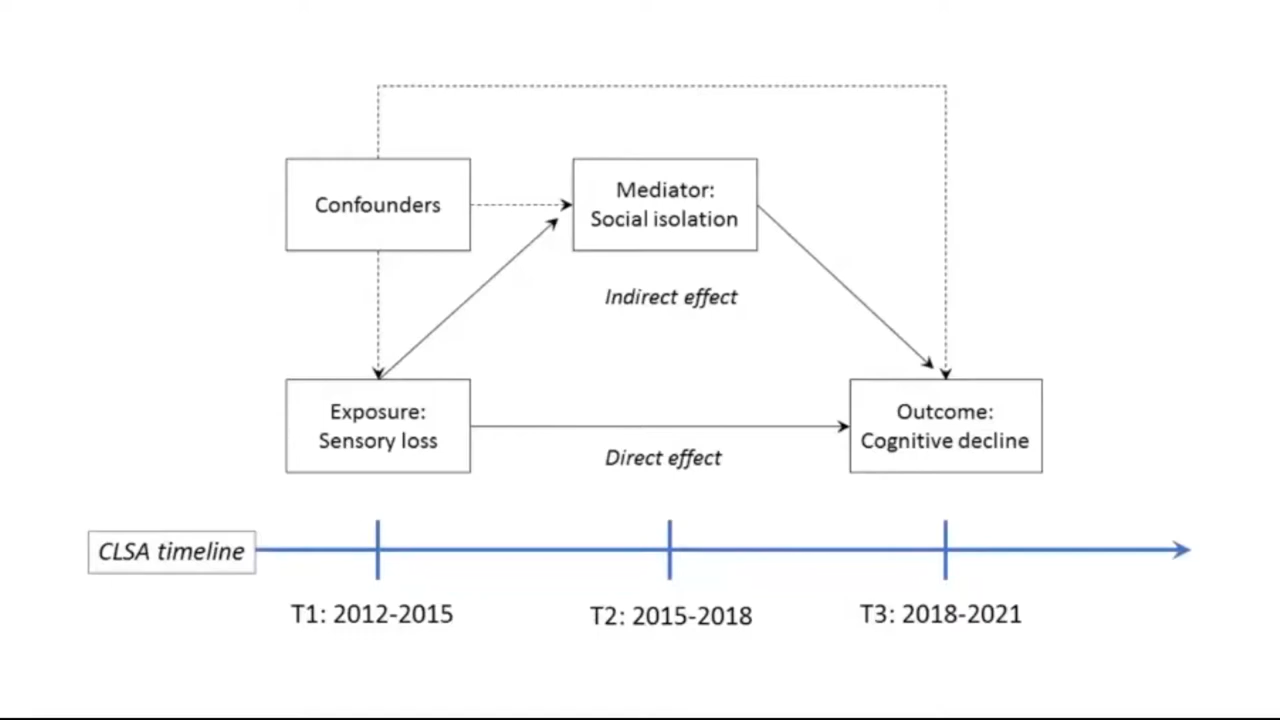 Confounders
Mediator:
Social isolation
Indirect effect
Exposure:
Sensory loss
Outcome:
Cognitive decline
Direct effect
CLSA timeline
T1: 2012-2015
T2: 2015-2018
T3: 2018-2021